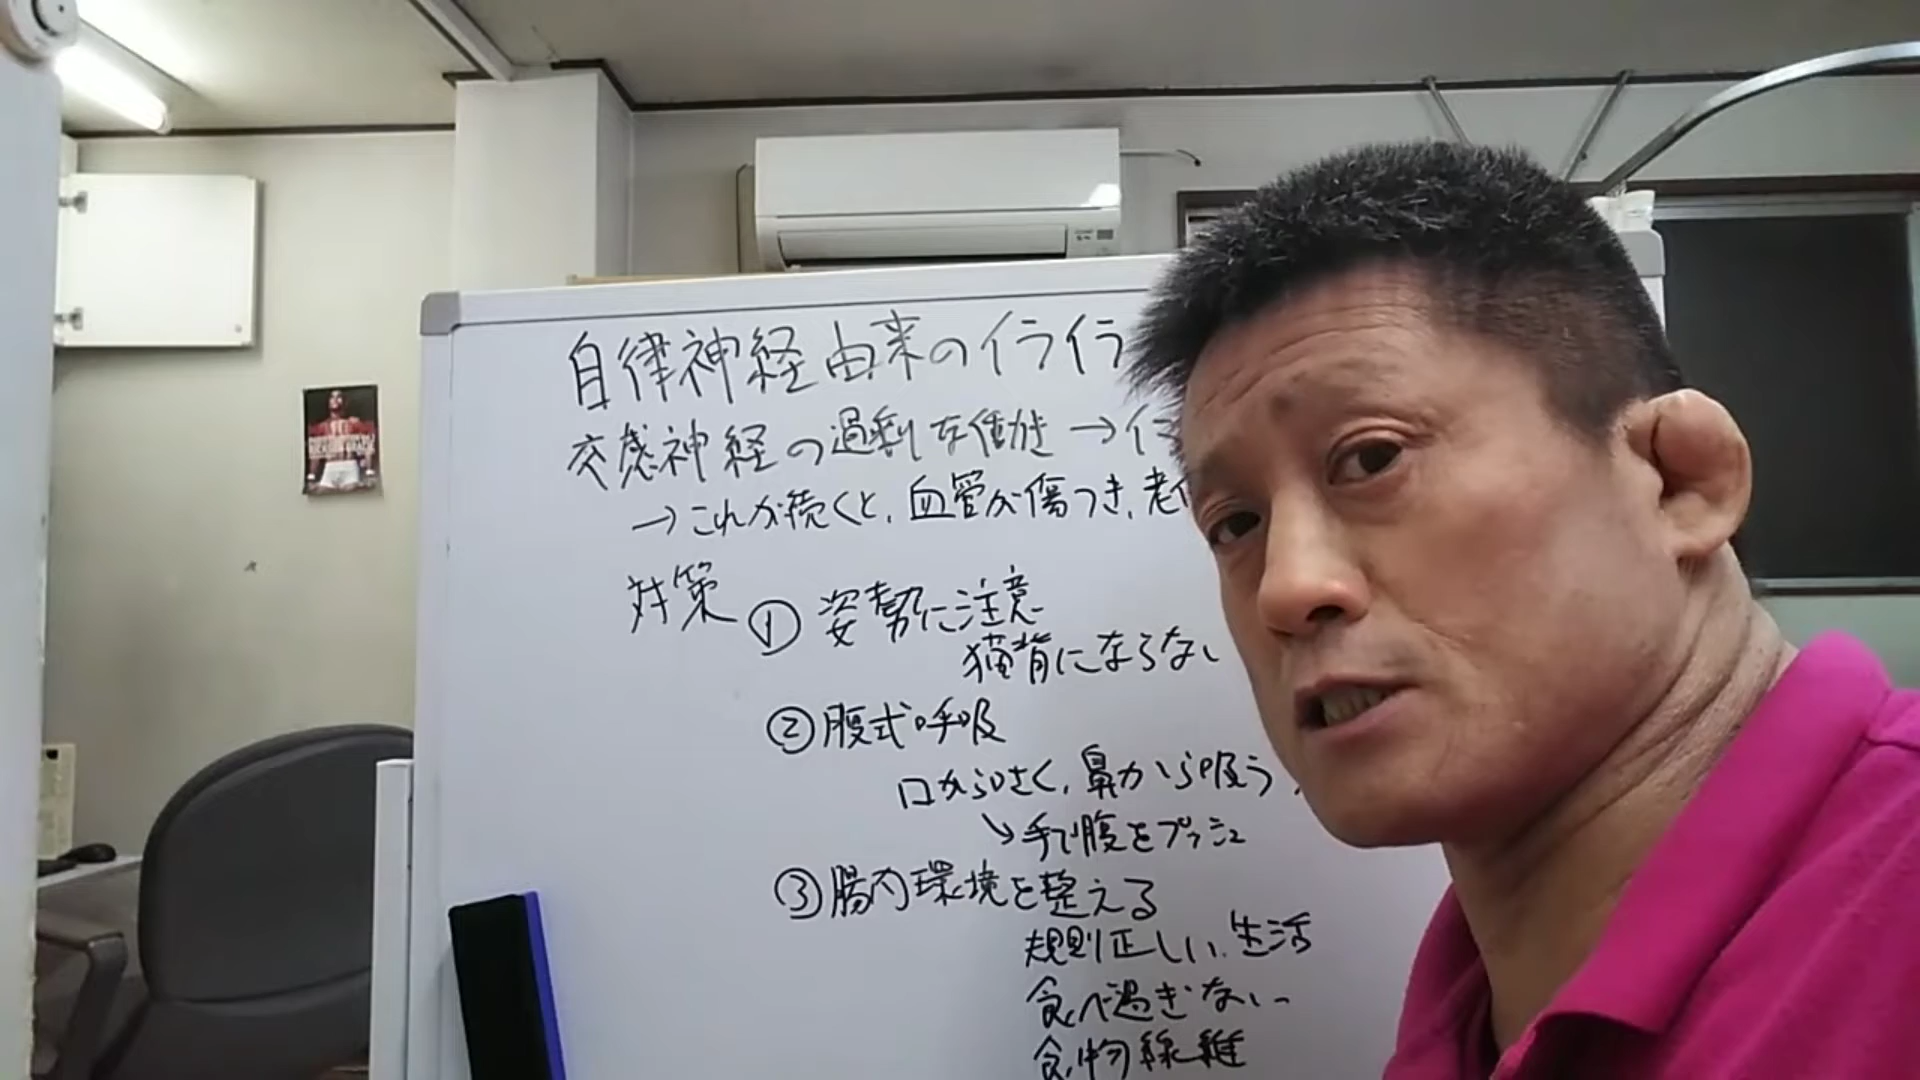 自律神経由来のイライラ
交感神経の過剰な働き→イ
→これが続くと、血管が傷つき、老
対策 ① 姿勢に注意
猫背にならない
②腹式呼吸
口からはく、鼻から吸う
↘手で腹をプッシュ
③腸内環境を整える
規則正しい生活
食べ過ぎない
食物繊維